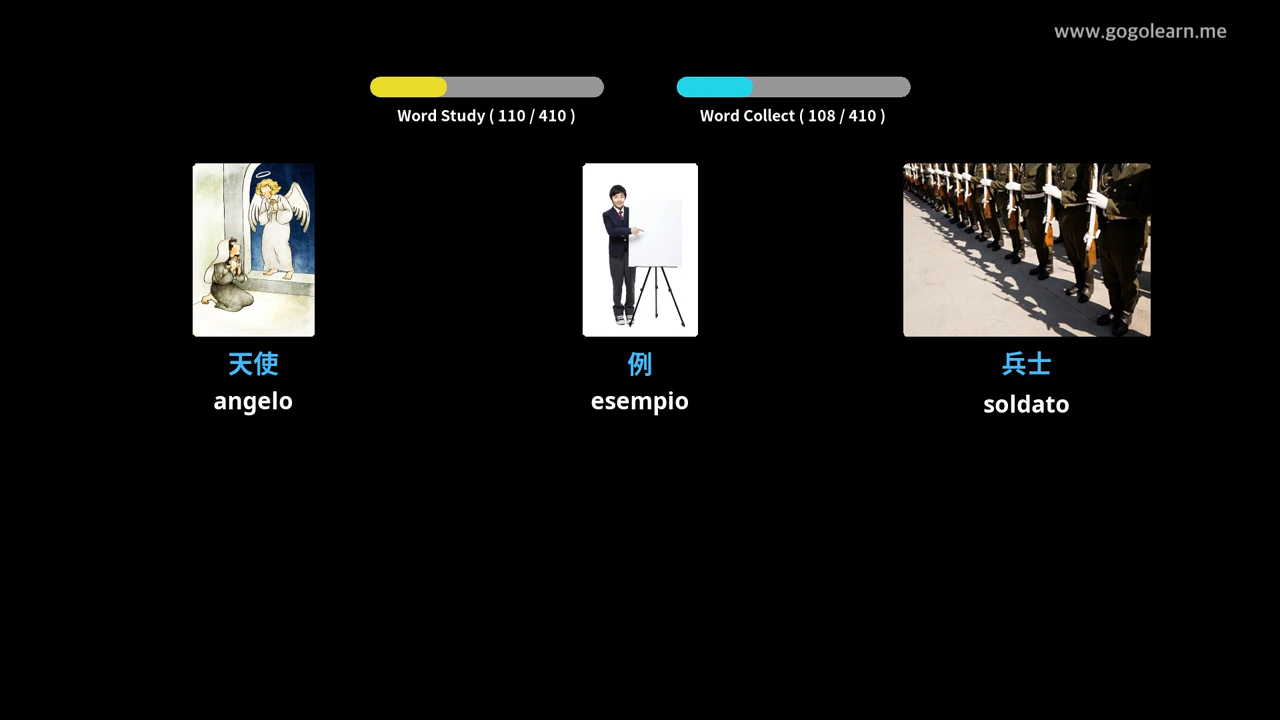 www.gogolearn.me
Word Study ( 110 / 410 )
Word Collect ( 108 / 410 )
天使
angelo
例
esempio
兵士
soldato